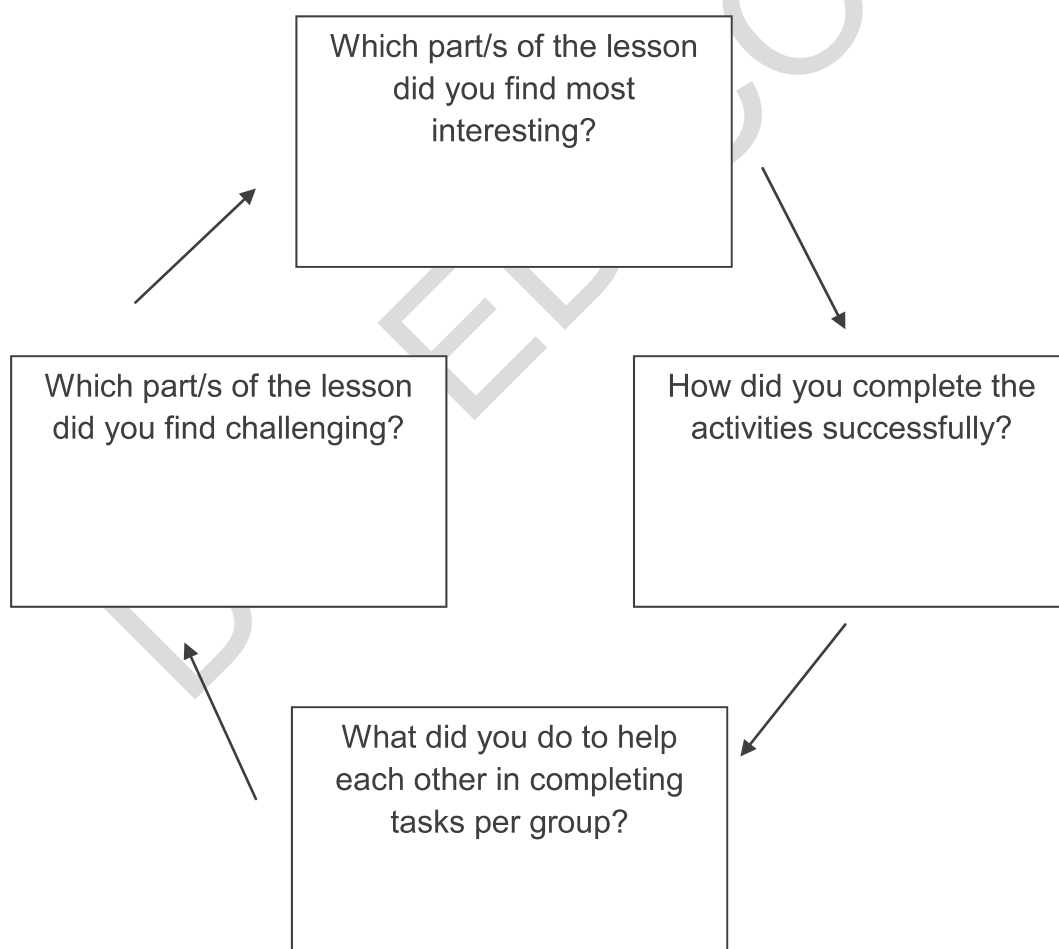 Which part/s of the lesson
did you find most
interesting?
How did you complete the
activities successfully?
What did you do to help
each other in completing
tasks per group?
Which part/s of the lesson
did you find challenging?